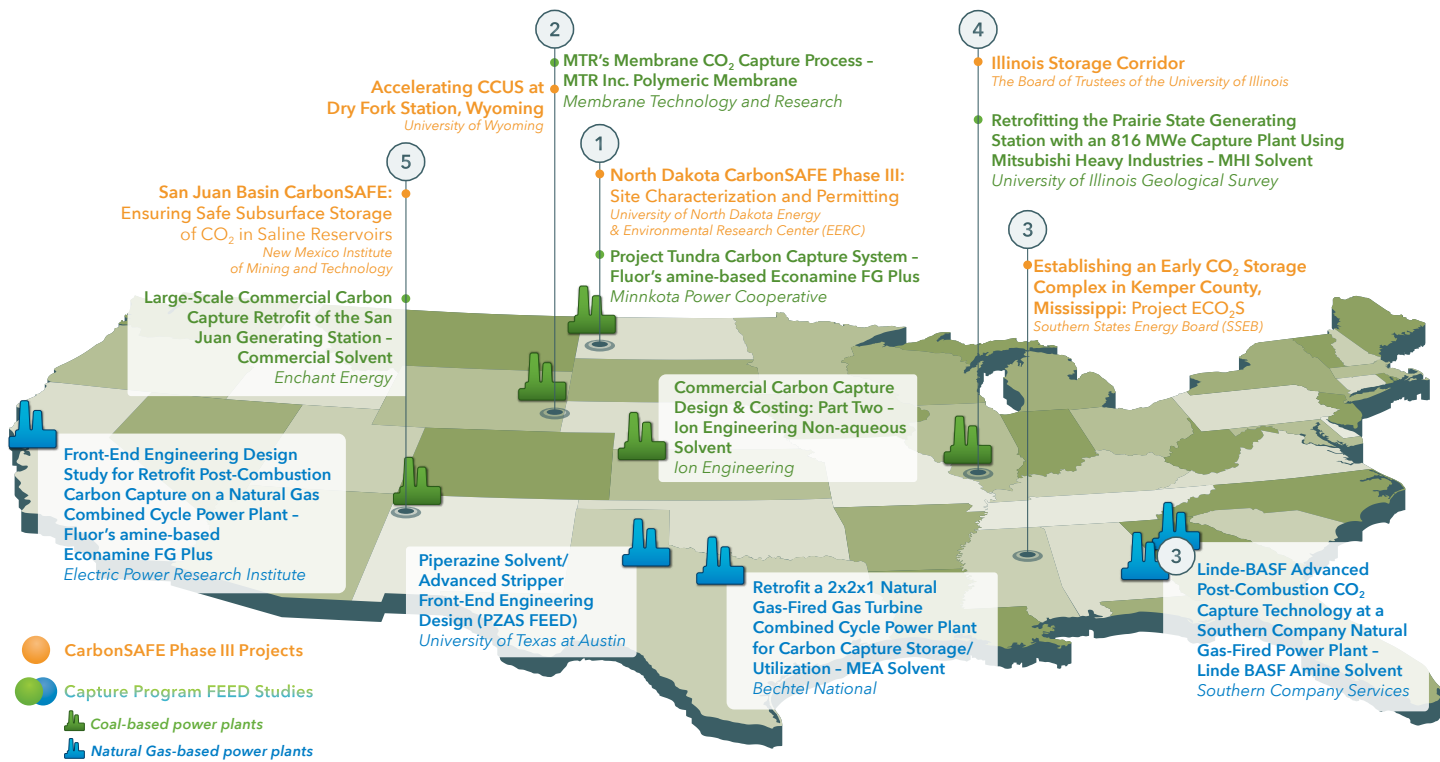 2
MTR's Membrane CO₂ Capture Process –
MTR Inc. Polymeric Membrane
Membrane Technology and Research
Accelerating CCUS at
Dry Fork Station, Wyoming
University of Wyoming
4
Illinois Storage Corridor
The Board of Trustees of the University of Illinois
Retrofitting the Prairie State Generating
Station with an 816 MWe Capture Plant Using
Mitsubishi Heavy Industries – MHI Solvent
University of Illinois Geological Survey
1
North Dakota CarbonSAFE Phase III:
Site Characterization and Permitting
University of North Dakota Energy
& Environmental Research Center (EERC)
Project Tundra Carbon Capture System –
Fluor's amine-based Econamine FG Plus
Minnkota Power Cooperative
5
San Juan Basin CarbonSAFE:
Ensuring Safe Subsurface Storage
of CO₂ in Saline Reservoirs
New Mexico Institute
of Mining and Technology
Large-Scale Commercial Carbon
Capture Retrofit of the San
Juan Generating Station –
Commercial Solvent
Enchant Energy
3
Establishing an Early CO₂ Storage
Complex in Kemper County,
Mississippi: Project ECO₂S
Southern States Energy Board (SSEB)
Commercial Carbon Capture
Design & Costing: Part Two –
Ion Engineering Non-aqueous
Solvent
Ion Engineering
Front-End Engineering Design
Study for Retrofit Post-Combustion
Carbon Capture on a Natural Gas
Combined Cycle Power Plant –
Fluor's amine-based
Econamine FG Plus
Electric Power Research Institute
Piperazine Solvent/
Advanced Stripper
Front-End Engineering
Design (PZAS FEED)
University of Texas at Austin
Retrofit a 2x2x1 Natural
Gas-Fired Gas Turbine
Combined Cycle Power Plant
for Carbon Capture Storage/
Utilization – MEA Solvent
Bechtel National
3
Linde-BASF Advanced
Post-Combustion CO₂
Capture Technology at a
Southern Company Natural
Gas-Fired Power Plant –
Linde BASF Amine Solvent
Southern Company Services
CarbonSAFE Phase III Projects
Capture Program FEED Studies
Coal-based power plants
Natural Gas-based power plants